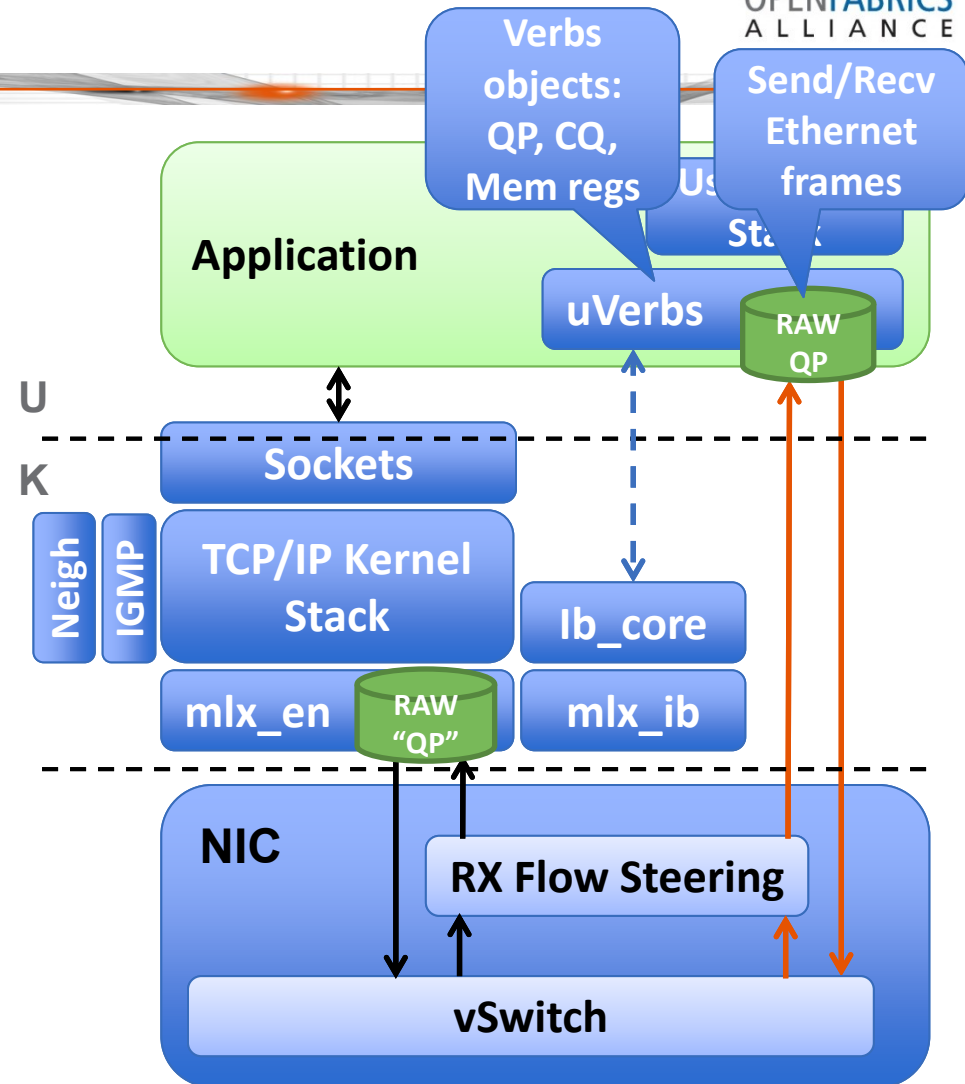 OPENFABRICS
ALLIANCE
Verbs
objects:
QP, CQ,
Mem regs
Send/Recv
Ethernet
frames
Application
uVerbs
RAW
QP
U
K
Sockets
Neigh
IGMP
TCP/IP Kernel
Stack
Ib_core
mlx_en
RAW
“QP”
mlx_ib
NIC
RX Flow Steering
vSwitch